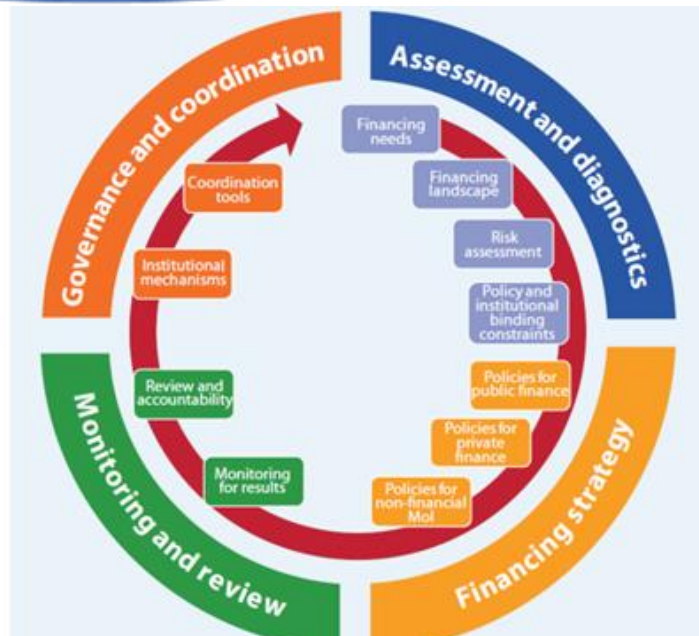 Governance and coordination
Assessment and diagnostics
Financing
needs
Financing
landscape
Risk
assessment
Policy and
institutional
binding
constraints
Policies for
public finance
Policies for
private
finance
Policies for
non-financial
MoI
Financing strategy
Monitoring
for results
Review and
accountability
Monitoring and review
Institutional
mechanisms
Coordination
tools